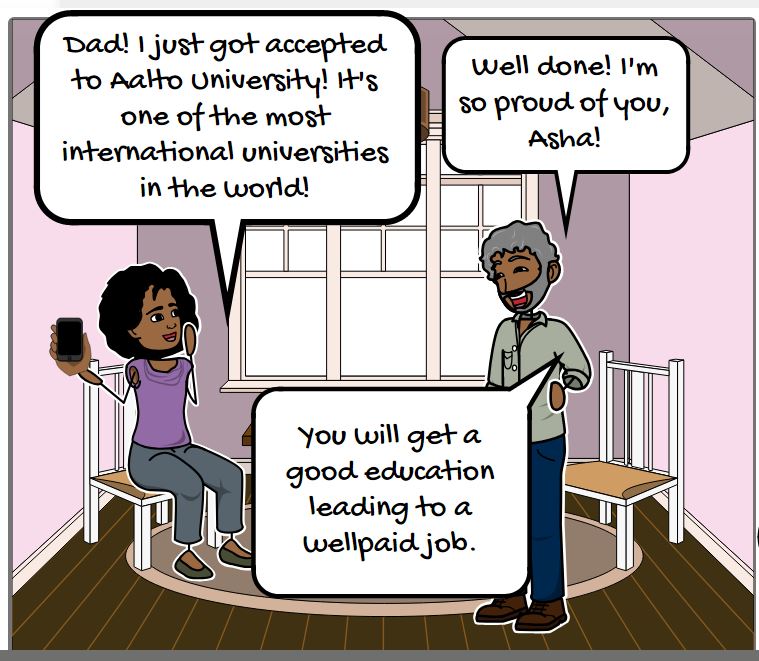 Dad! I just got accepted
to Aalto University! It's
one of the most
international universities
in the world!
Well done! I'm
so proud of you,
Asha!
You will get a
good education
leading to a
wellpaid job.